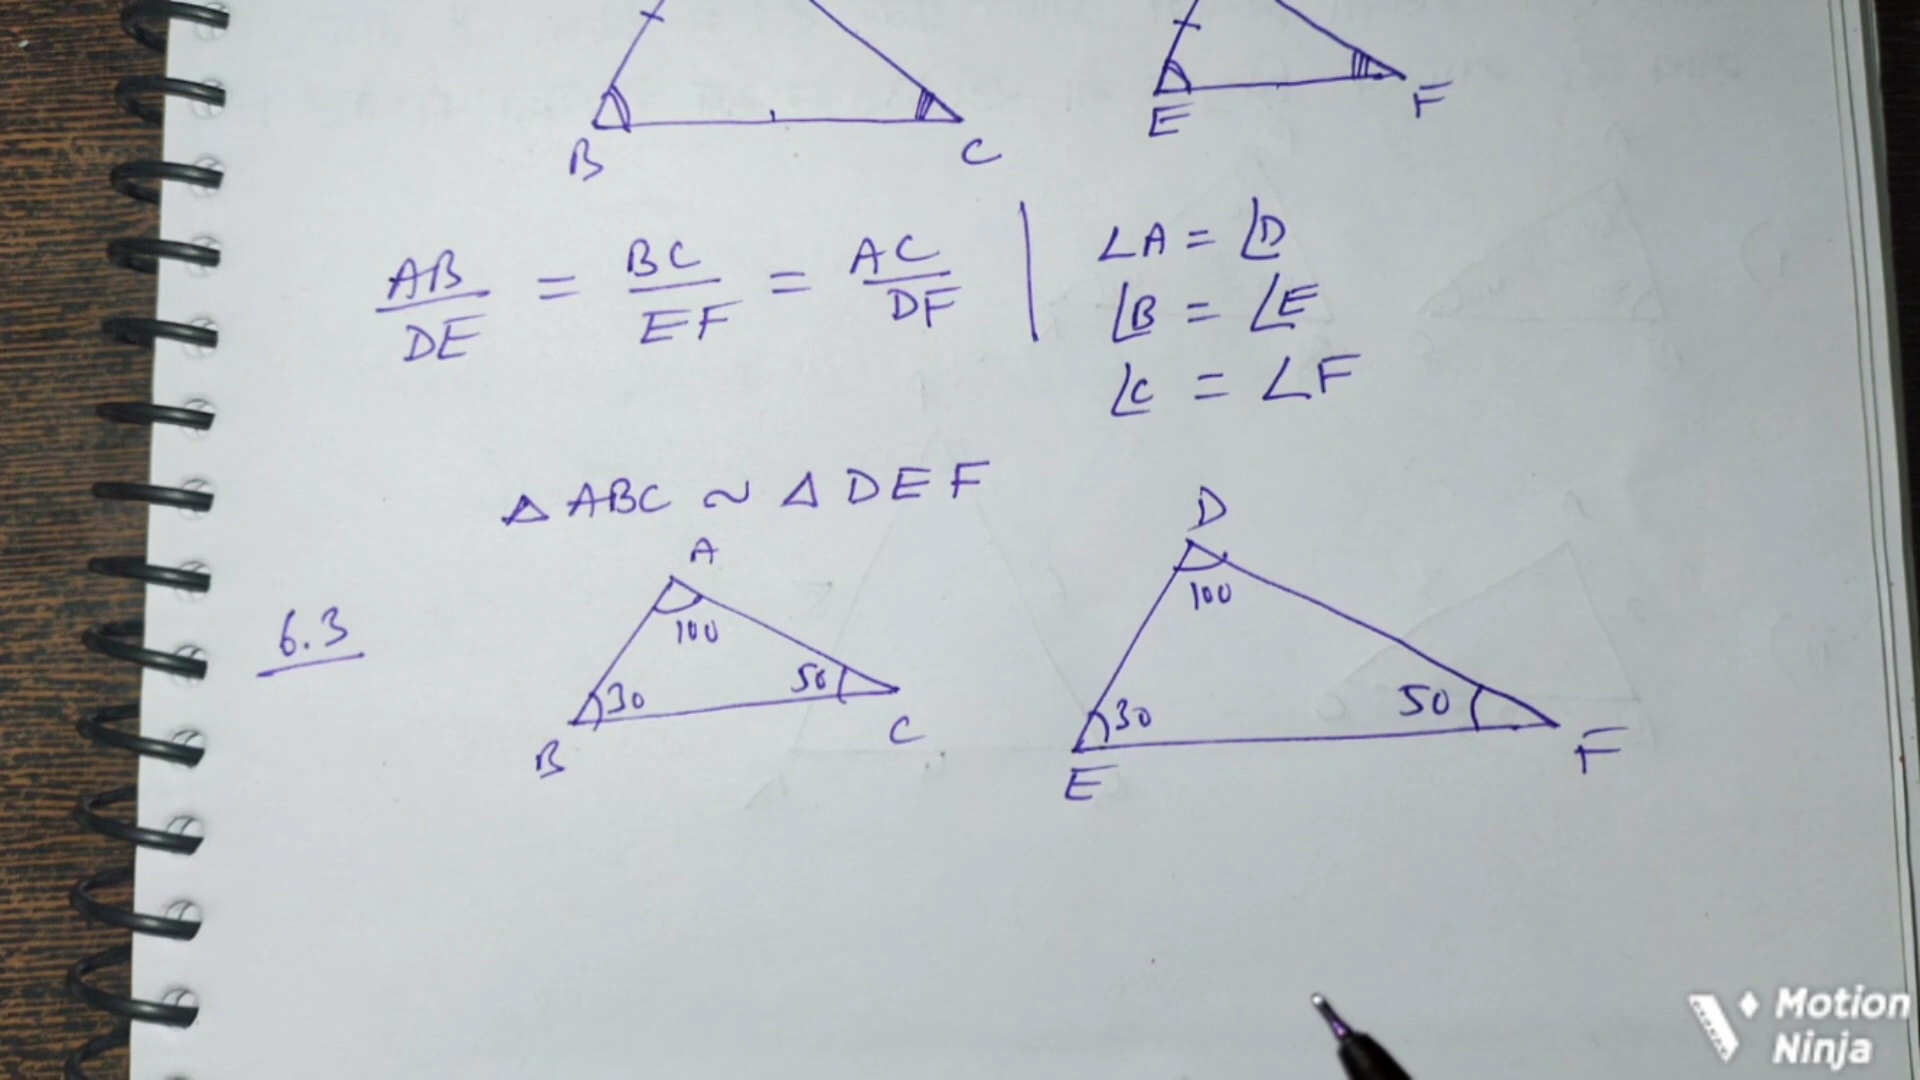 B C E F
AB/DE = BC/EF = AC/DF | ∠A = ∠D
∠B = ∠E
∠C = ∠F
△ ABC ~ △ DEF
6.3
A 100 30 50 B C
D 100 30 50 E F
Motion
Ninja